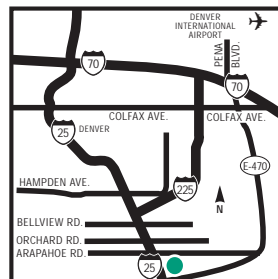 DENVER
INTERNATIONAL
AIRPORT
PENA
BLVD.
70
70
COLFAX AVE.
COLFAX AVE.
25
DENVER
E-470
HAMPDEN AVE.
225
N
BELLVIEW RD.
ORCHARD RD.
ARAPAHOE RD.
25